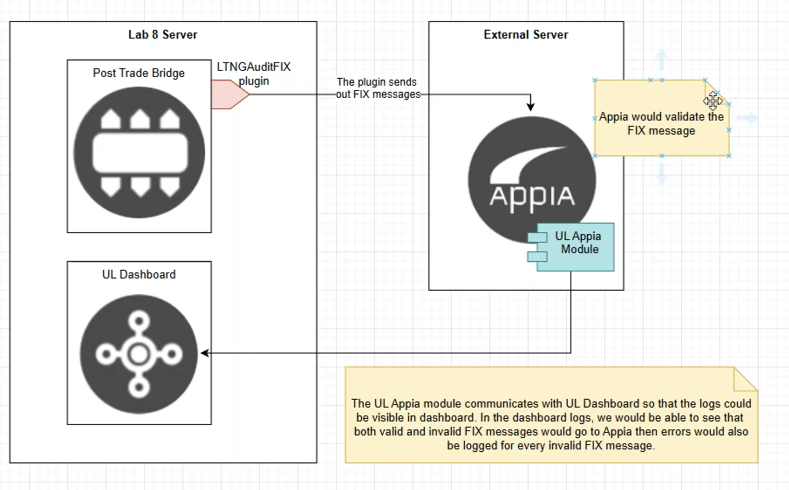 Lab 8 Server
External Server
Post Trade Bridge
LTNGAuditFIX
plugin
The plugin sends
out FIX messages
Appia would validate the
FIX message
APPIA
UL Appia
Module
UL Dashboard
The UL Appia module communicates with UL Dashboard so that the logs could
be visible in dashboard. In the dashboard logs, we would be able to see that
both valid and invalid FIX messages would go to Appia then errors would also
be logged for every invalid FIX message.